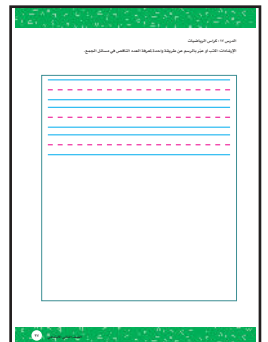 الدرس ١٧: كراس الرياضيات
الإرشادات: اكتب أو عبر بالرسم عن طريقة واحدة لمعرفة العدد الناقص في مسائل الجمع.